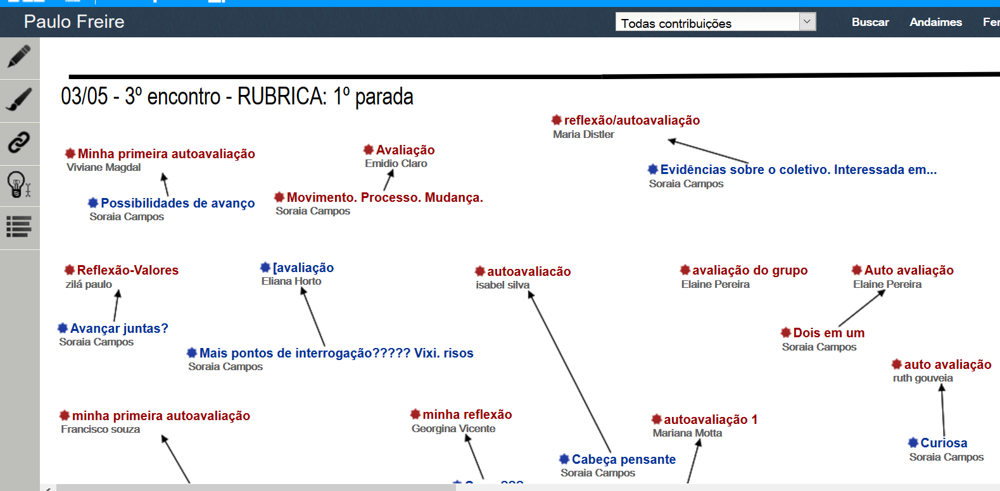 Paulo Freire
Todas contribuições
Buscar
Andaimes
03/05 - 3º encontro - RUBRICA: 1º parada
reflexão/autoavaliação
Maria Distler
Minha primeira autoavaliação
Viviane Magdal
Avaliação
Emidio Claro
Evidências sobre o coletivo. Interessada em...
Soraia Campos
Possibilidades de avanço
Soraia Campos
Movimento. Processo. Mudança.
Soraia Campos
Reflexão-Valores
zilá paulo
[avaliação
Eliana Horto
autoavaliacão
isabel silva
avaliação do grupo
Elaine Pereira
Auto avaliação
Elaine Pereira
Avançar juntas?
Soraia Campos
Dois em um
Soraia Campos
Mais pontos de interrogação????? Vixi. risos
Soraia Campos
auto avaliação
ruth gouveia
minha primeira autoavaliação
Francisco souza
minha reflexão
Georgina Vicente
autoavaliação 1
Mariana Motta
Curiosa
Soraia Campos
Cabeça pensante
Soraia Campos